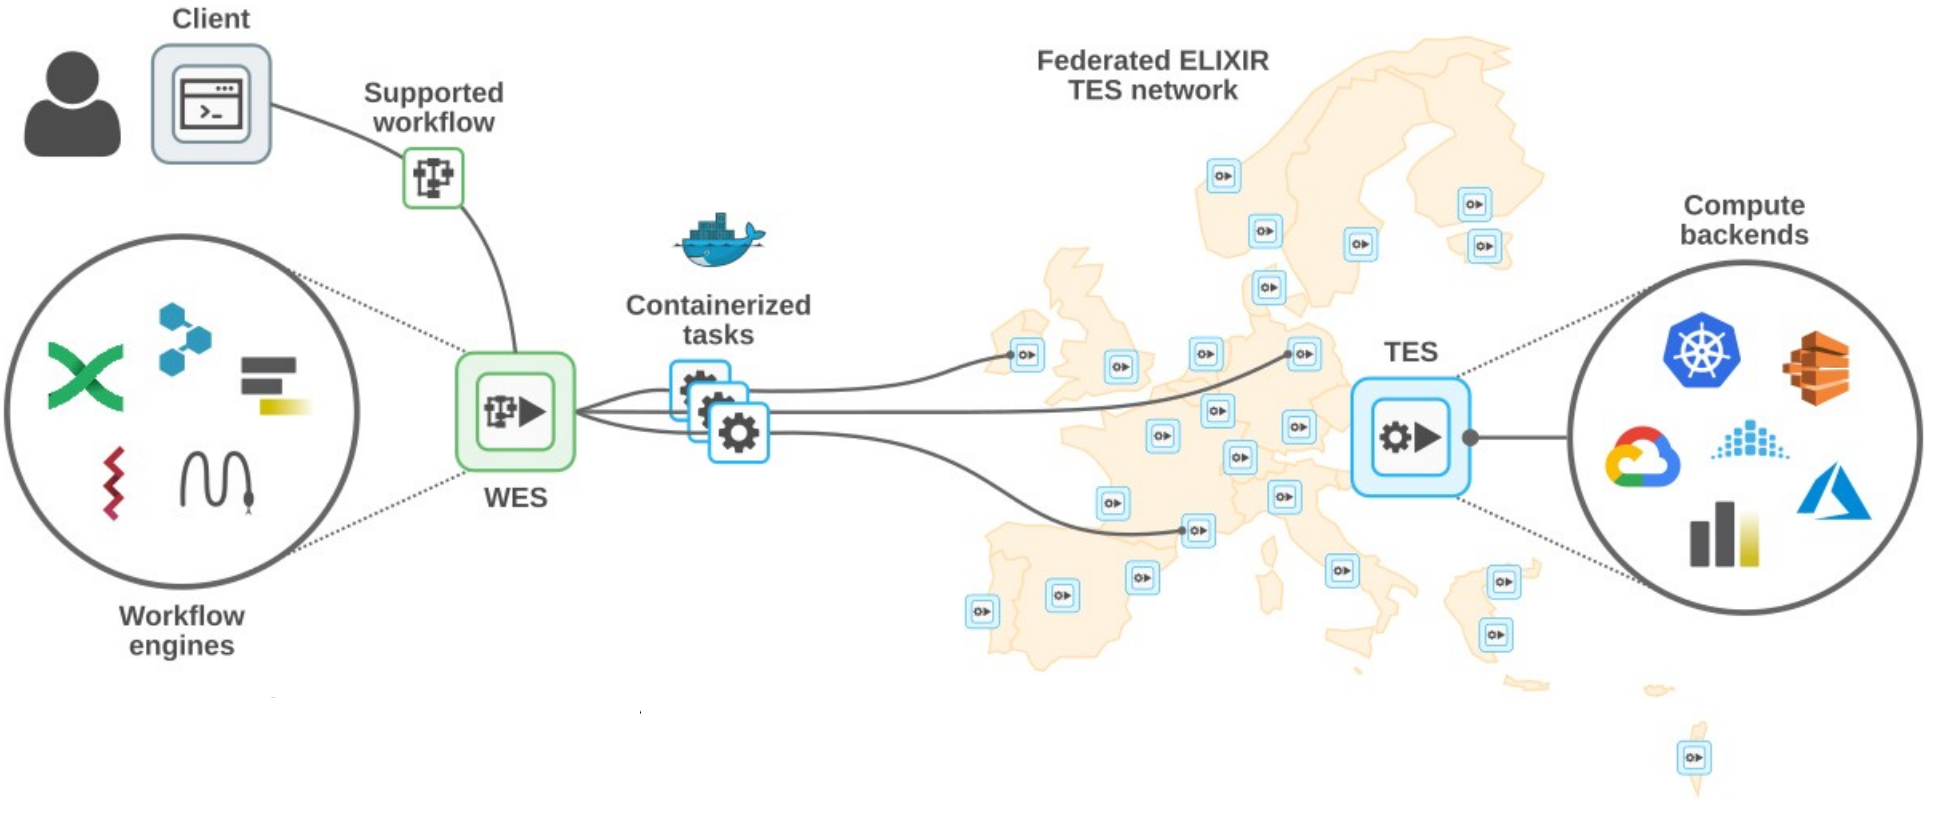 Client
Supported
workflow
Containerized
tasks
WES
Workflow
engines
Federated ELIXIR
TES network
TES
Compute
backends